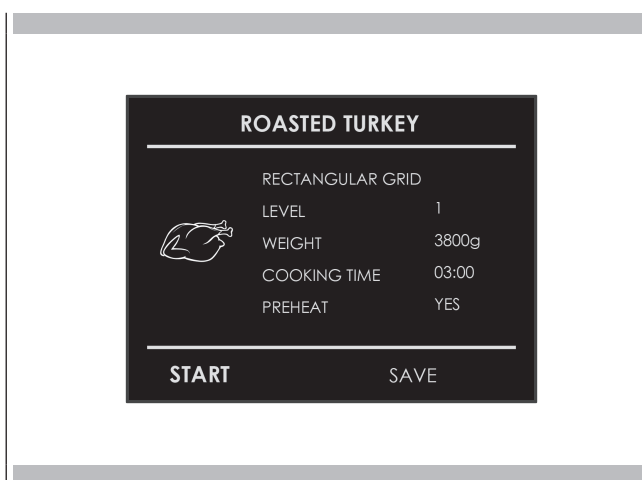 ROASTED TURKEY
RECTANGULAR GRID
LEVEL 1
WEIGHT 3800g
COOKING TIME 03:00
PREHEAT YES
START SAVE